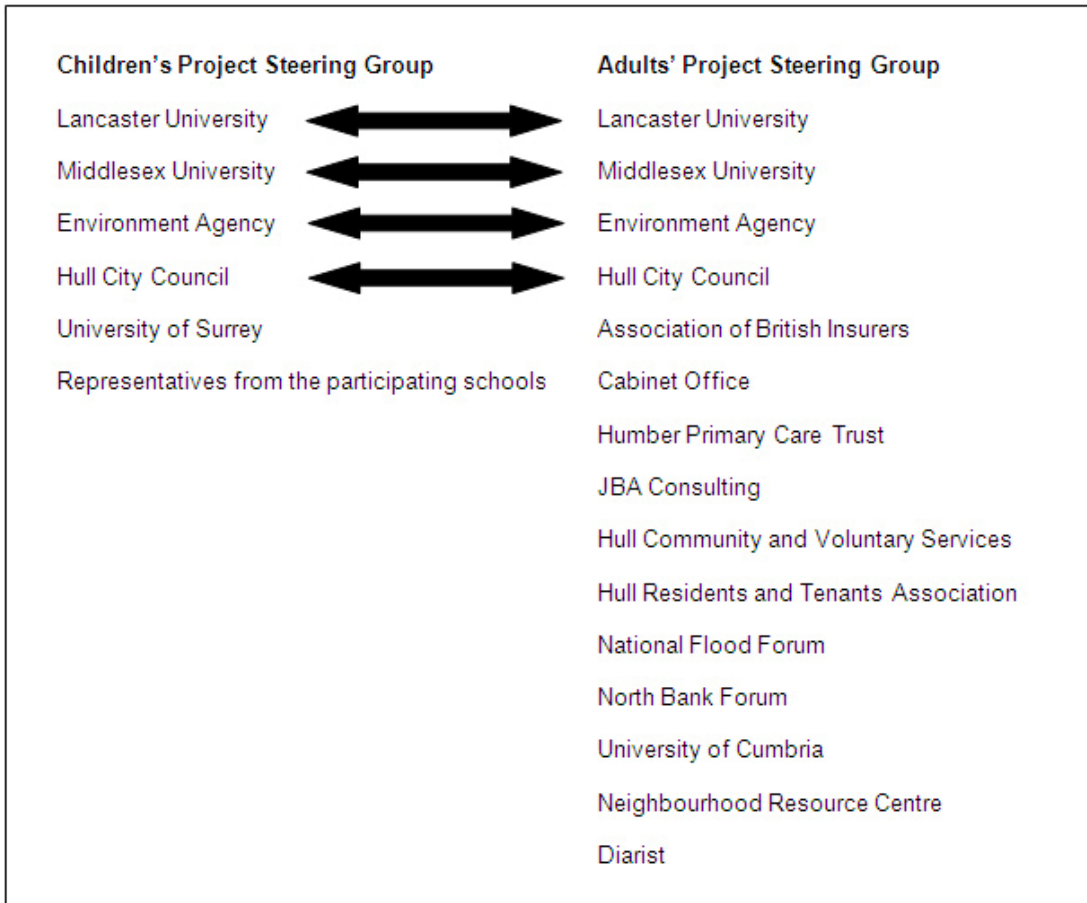 Children's Project Steering Group
Lancaster University
Middlesex University
Environment Agency
Hull City Council
University of Surrey
Representatives from the participating schools
Adults' Project Steering Group
Lancaster University
Middlesex University
Environment Agency
Hull City Council
Association of British Insurers
Cabinet Office
Humber Primary Care Trust
JBA Consulting
Hull Community and Voluntary Services
Hull Residents and Tenants Association
National Flood Forum
North Bank Forum
University of Cumbria
Neighbourhood Resource Centre
Diarist